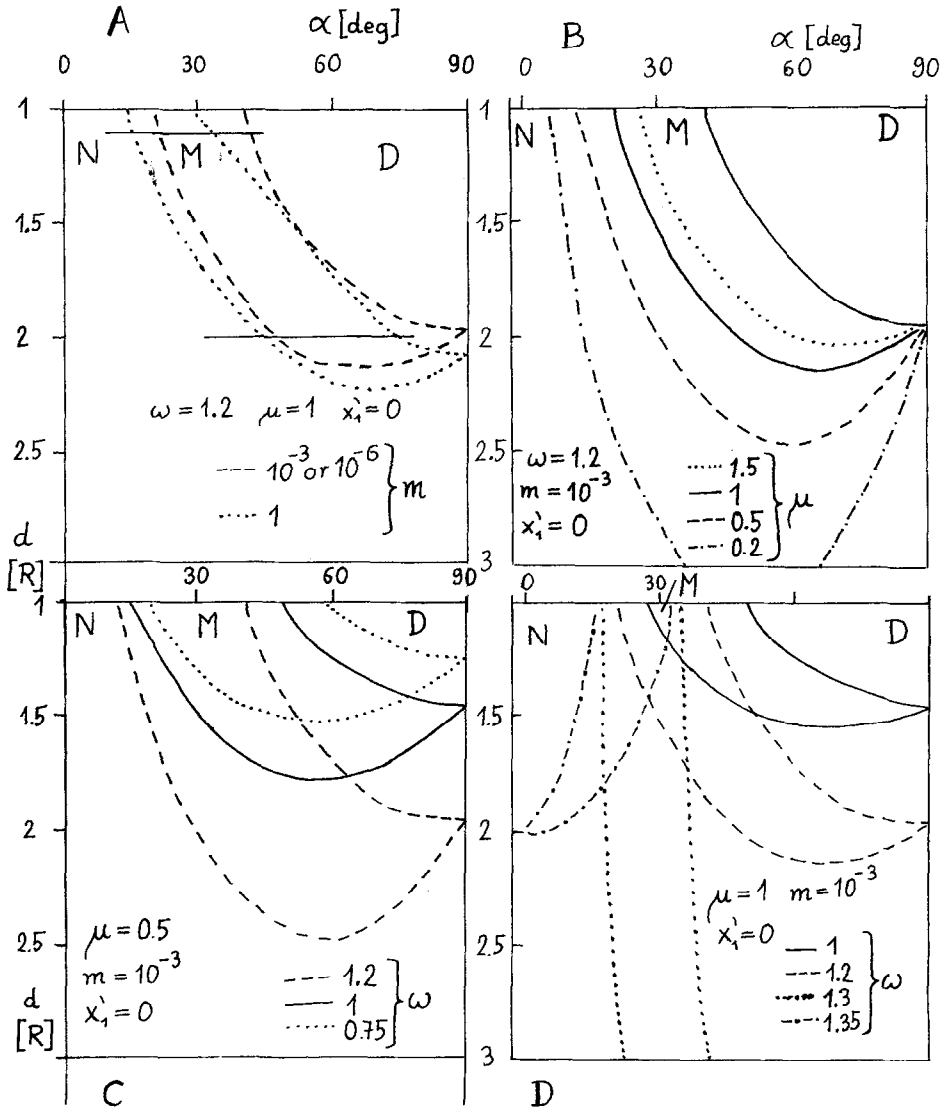 A α [deg]
0 30 60 90
1
1.5
2
2.5
d
[R]
N M D
ω = 1.2 μ = 1 x₁` = 0
10⁻³ or 10⁻⁶
1
m
B α [deg]
0 30 60 90
1
1.5
2
2.5
3
N M D
ω = 1.2
m = 10⁻³
x₁` = 0
1.5
1
0.5
0.2
μ
30 60 90
1
1.5
2
2.5
d
[R]
N M D
μ = 0.5
m = 10⁻³
x₁` = 0
1.2
1
0.75
ω
C
0 30 M
1
1.5
2
2.5
3
N D
μ = 1 m = 10⁻³
x₁` = 0
1
1.2
1.3
1.35
ω
D